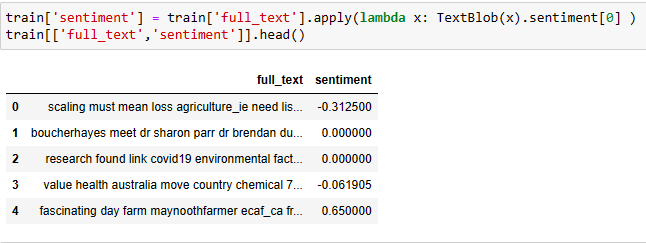 train['sentiment'] = train['full_text'].apply(lambda x: TextBlob(x).sentiment[0] )
train[['full_text','sentiment']].head()
full_text sentiment
0 scaling must mean loss agriculture_ie need lis... -0.312500
1 boucherhayes meet dr sharon parr dr brendan du... 0.000000
2 research found link covid19 environmental fact... 0.000000
3 value health australia move country chemical 7... -0.061905
4 fascinating day farm maynoothfarmer ecaf_ca fr... 0.650000